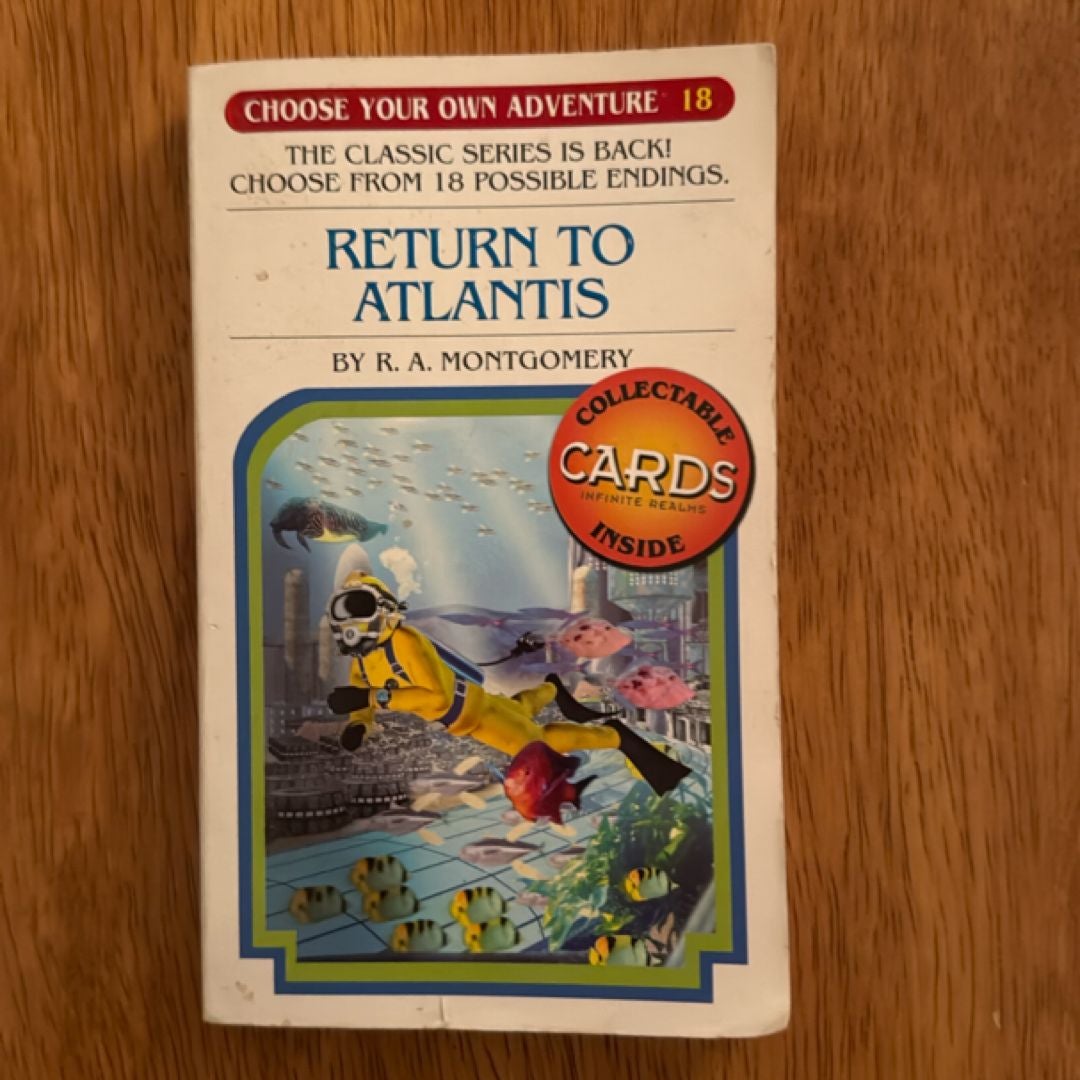 CHOOSE YOUR OWN ADVENTURE 18
THE CLASSIC SERIES IS BACK!
CHOOSE FROM 18 POSSIBLE ENDINGS.
RETURN TO
ATLANTIS
BY R. A. MONTGOMERY
COLLECTABLE
CARDS
INFINITE REALMS
INSIDE